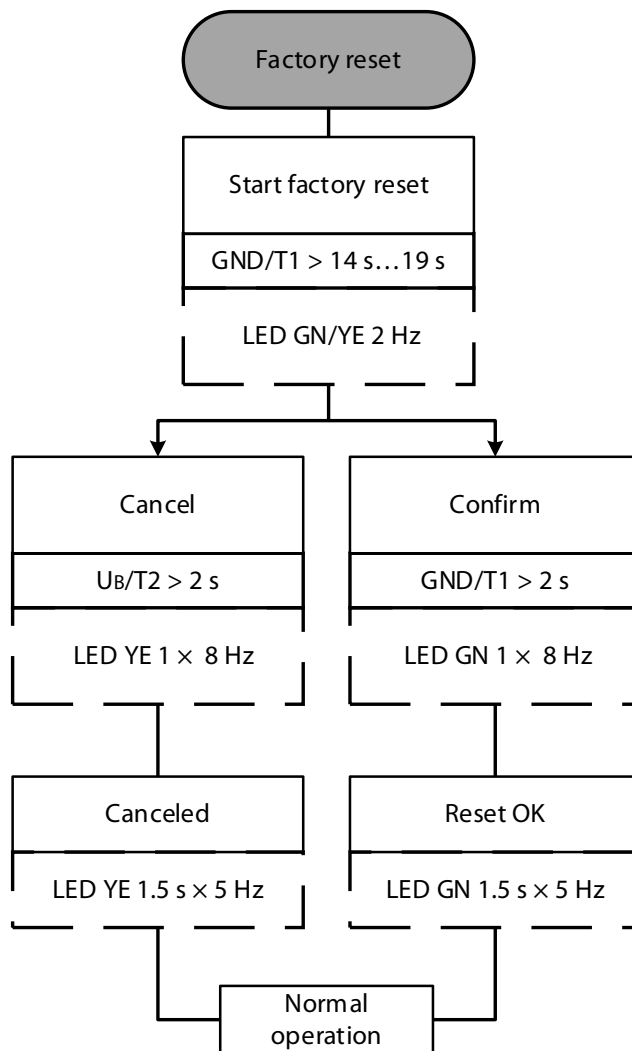 Factory reset
Start factory reset
GND/T1 > 14 s…19 s
LED GN/YE 2 Hz
Cancel
UB/T2 > 2 s
LED YE 1 × 8 Hz
Canceled
LED YE 1.5 s × 5 Hz
Confirm
GND/T1 > 2 s
LED GN 1 × 8 Hz
Reset OK
LED GN 1.5 s × 5 Hz
Normal
operation